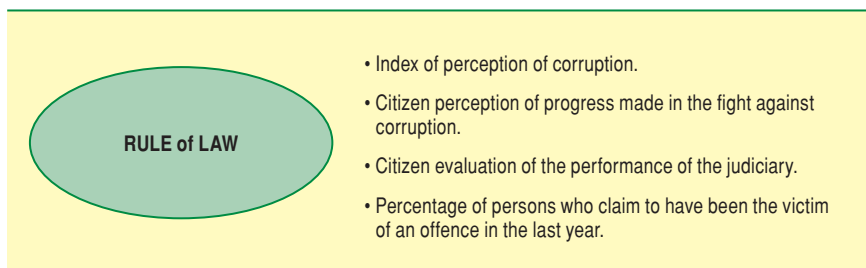 RULE of LAW
• Index of perception of corruption.
• Citizen perception of progress made in the fight against
corruption.
• Citizen evaluation of the performance of the judiciary.
• Percentage of persons who claim to have been the victim
of an offence in the last year.